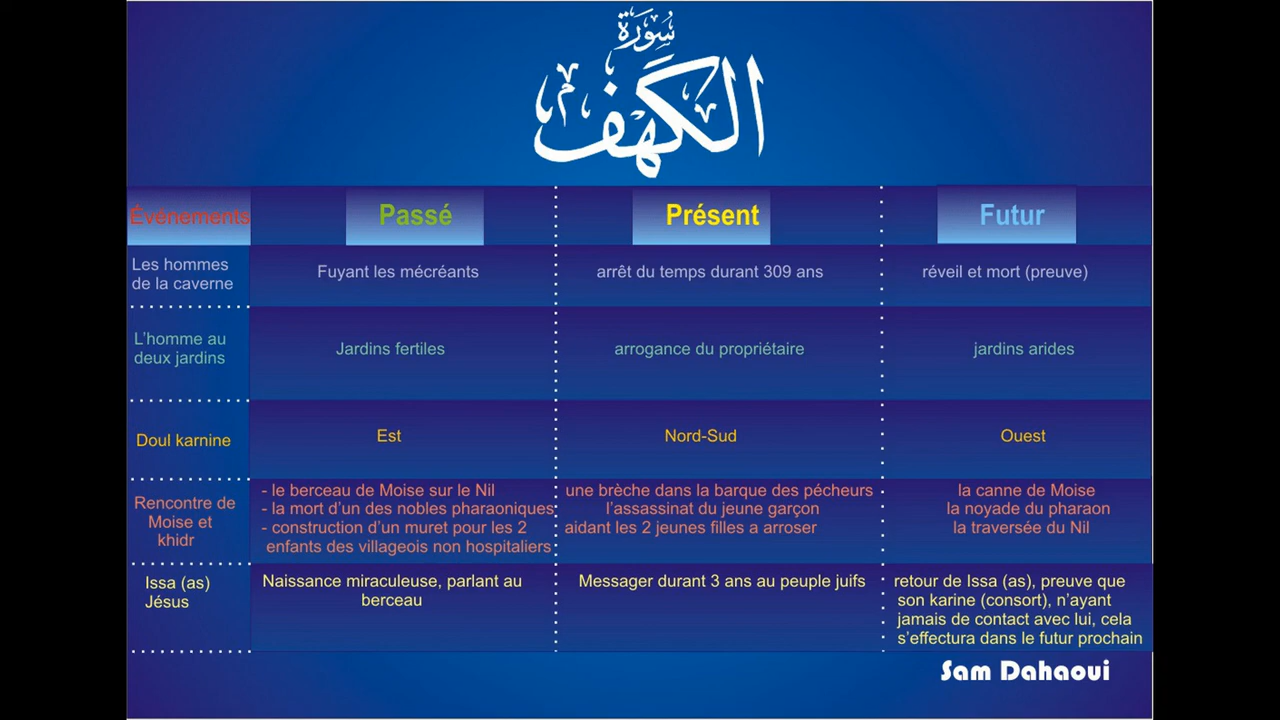 سُورَة
الكهف
Événements Passé Présent Futur
Les hommes
de la caverne
Fuyant les mécréants
arrêt du temps durant 309 ans
réveil et mort (preuve)
L'homme au
deux jardins
Jardins fertiles
arrogance du propriétaire
jardins arides
Doul karnine
Est
Nord-Sud
Ouest
Rencontre de
Moise et
khidr
- le berceau de Moise sur le Nil
- la mort d'un des nobles pharaoniques
- construction d'un muret pour les 2
enfants des villageois non hospitaliers
une brèche dans la barque des pécheurs
l'assassinat du jeune garçon
aidant les 2 jeunes filles a arroser
la canne de Moise
la noyade du pharaon
la traversée du Nil
Issa (as)
Jésus
Naissance miraculeuse, parlant au
berceau
Messager durant 3 ans au peuple juifs
retour de Issa (as), preuve que
son karine (consort), n'ayant
jamais de contact avec lui, cela
s'effectura dans le futur prochain
Sam Dahaoui